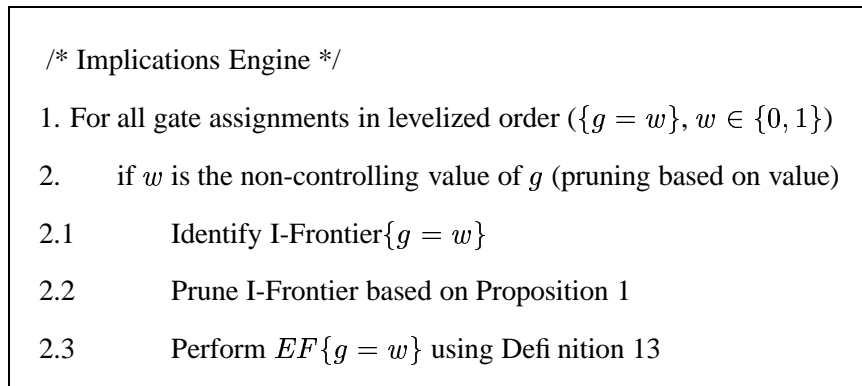 /* Implications Engine */
1. For all gate assignments in levelized order ({g = w}, w ∈ {0, 1})
2. if w is the non-controlling value of g (pruning based on value)
2.1 Identify I-Frontier{g = w}
2.2 Prune I-Frontier based on Proposition 1
2.3 Perform EF{g = w} using Defi nition 13